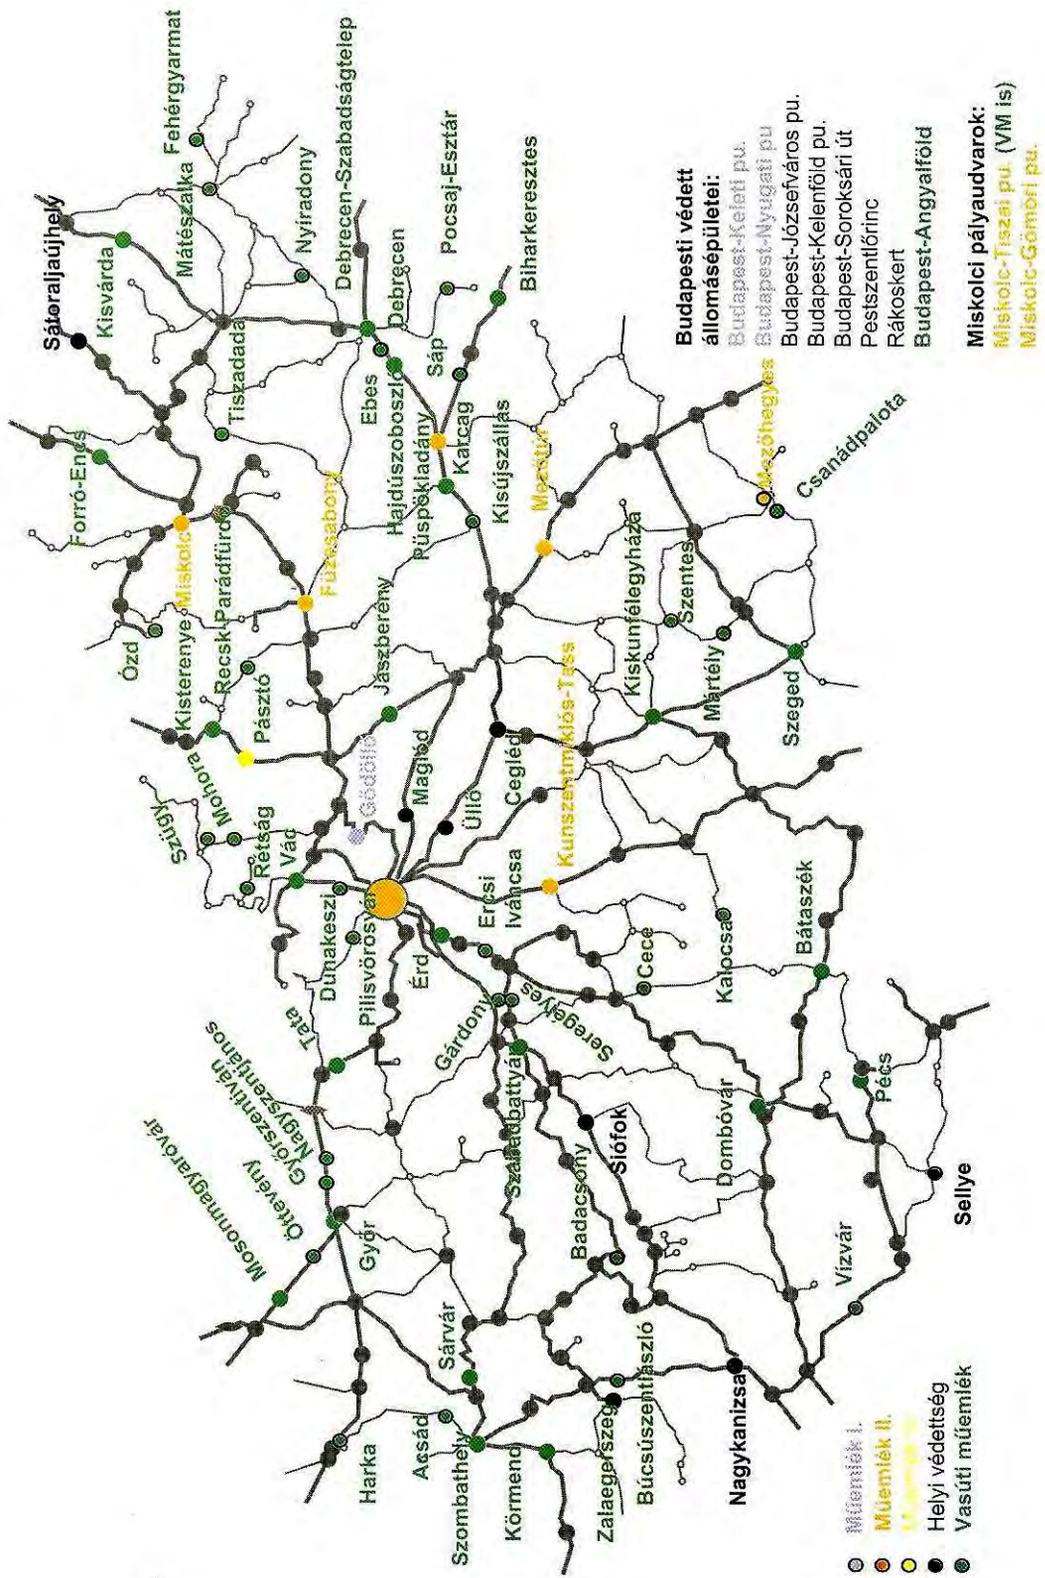 Sátoraljaújhely
Kisvárda
Mátészalka
Fehérgyarmat
Forró-Encs
Miskolc
Tiszadada
Nyíradony
Ózd
Kisterenye
Recsk-Parádfürdő
Pásztó
Füzesabony
Debrecen-Szabadságtelep
Debrecen
Ebes
Hajdúszoboszló
Püspökladány
Karcag
Sáp
Pocsaj-Esztár
Biharkeresztes
Kisújszállás
Szügy
Mohora
Rétság
Vác
Jászberény
Gödöllő
Maglód
Üllő
Cegléd
Mezőtúr
Kiskunfélegyháza
Szentes
Mártély
Szeged
Mezőhegyes
Csanádpalota
Kunszentmiklós-Tass
Dunakeszi
Pilisvörösvár
Érd
Ercsi
Iváncsa
Tata
Nagyszentjános
Győrszentiván
Öttevény
Mosonmagyaróvár
Győr
Gárdony
Seregélyes
Szabadbattyán
Cece
Kalocsa
Bátaszék
Siófok
Badacsony
Dombóvár
Pécs
Sellye
Vízvár
Sárvár
Acsád
Harka
Szombathely
Körmend
Zalaegerszeg
Búcsúszentlászló
Nagykanizsa
Budapesti védett
állomásépületei:
Budapest-Keleti pu.
Budapest-Nyugati pu
Budapest-Józsefváros pu.
Budapest-Kelenföld pu.
Budapest-Soroksári út
Pestszentlőrinc
Rákoskert
Budapest-Angyalföld
Miskolci pályaudvarok:
Miskolc-Tiszai pu. (VM is)
Miskolc-Gömöri pu.
Műemlék I.
Műemlék II.
Helyi védettség
Vasúti műemlék